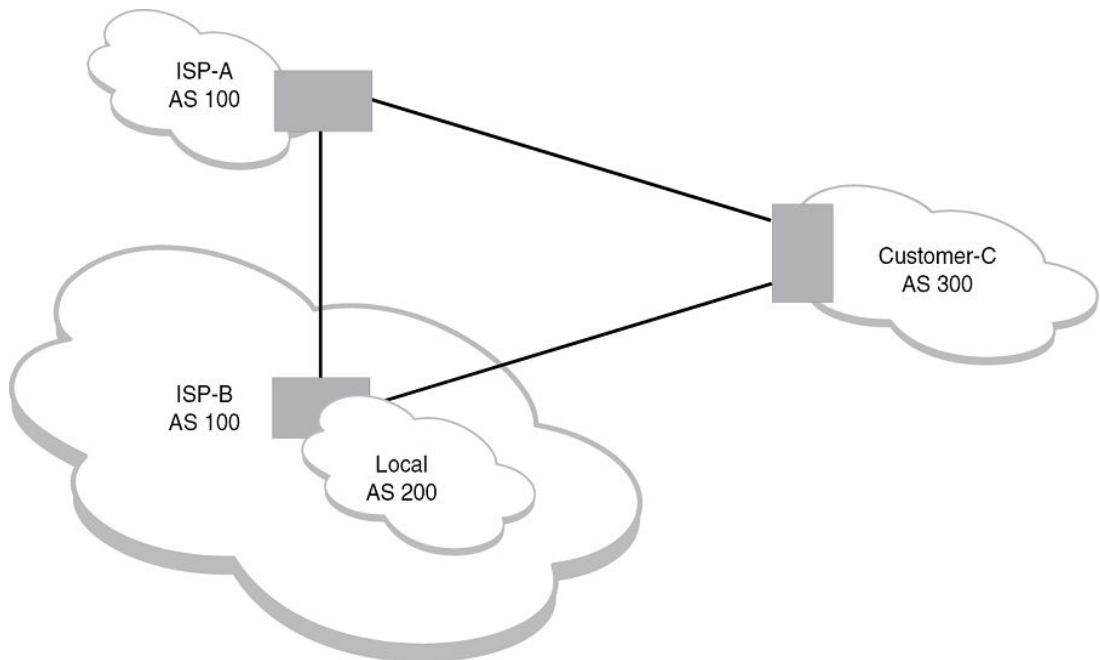 ISP-A
AS 100
Customer-C
AS 300
ISP-B
AS 100
Local
AS 200